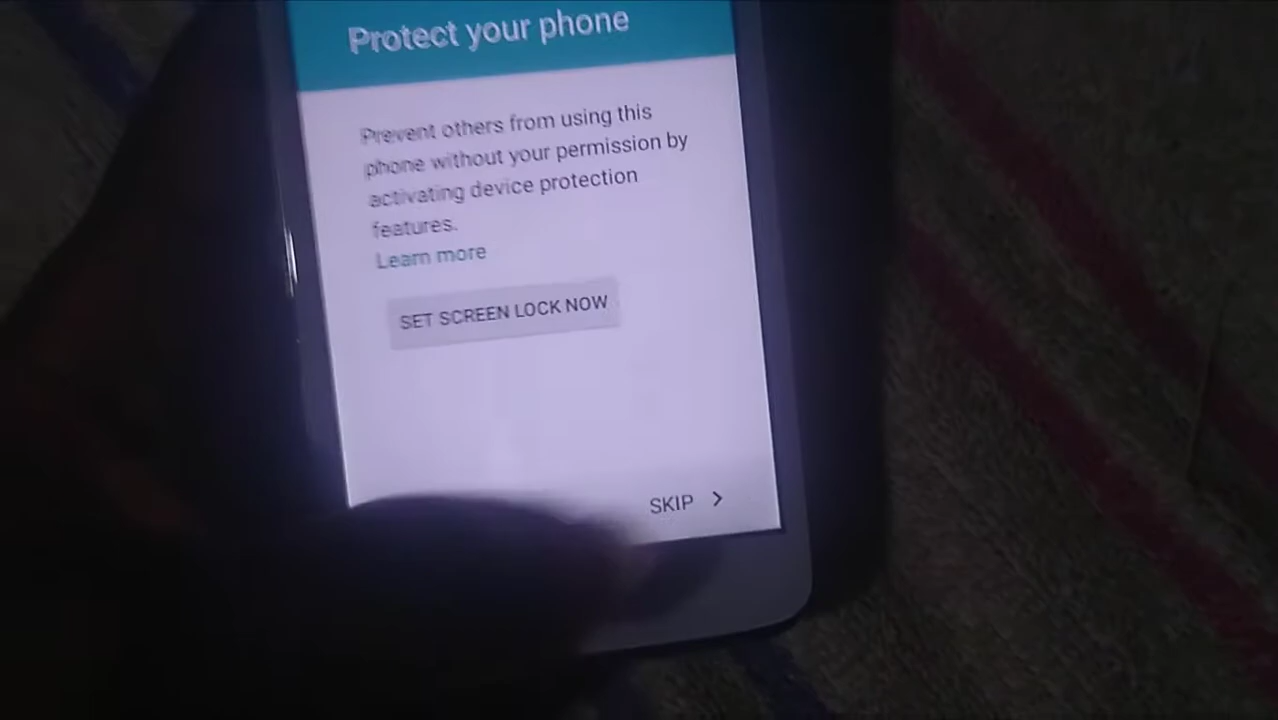 Protect your phone
Prevent others from using this
phone without your permission by
activating device protection
features.
Learn more
SET SCREEN LOCK NOW
SKIP